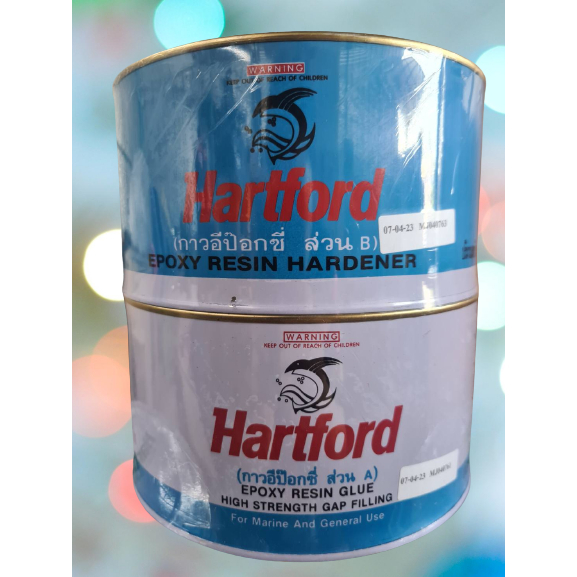 WARNING
KEEP OUT OF REACH OF CHILDREN
Hartford
(กาวอีป๊อกซี่ ส่วน B)
07-04-23 MJ040763
EPOXY RESIN HARDENER
WARNING
KEEP OUT OF REACH OF CHILDREN
Hartford
(กาวอีป๊อกซี่ ส่วน A)
07-04-23 MJ040763
EPOXY RESIN GLUE
HIGH STRENGTH GAP FILLING
For Marine And General Use